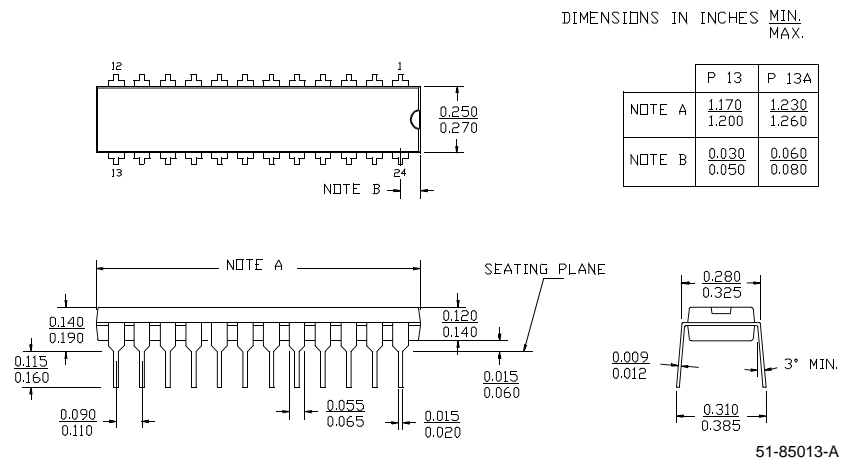 DIMENSIONS IN INCHES MIN.
MAX.
P 13 P 13A
NOTE A 1.170 1.230
1.200 1.260
NOTE B 0.030 0.060
0.050 0.080
12 1
0.250
0.270
13 24
NOTE B
NOTE A
SEATING PLANE
0.280
0.325
0.140
0.190
0.120
0.140
0.115
0.160
0.009
0.012
3° MIN.
0.015
0.060
0.090
0.110
0.055
0.065
0.015
0.020
0.310
0.385
51-85013-A